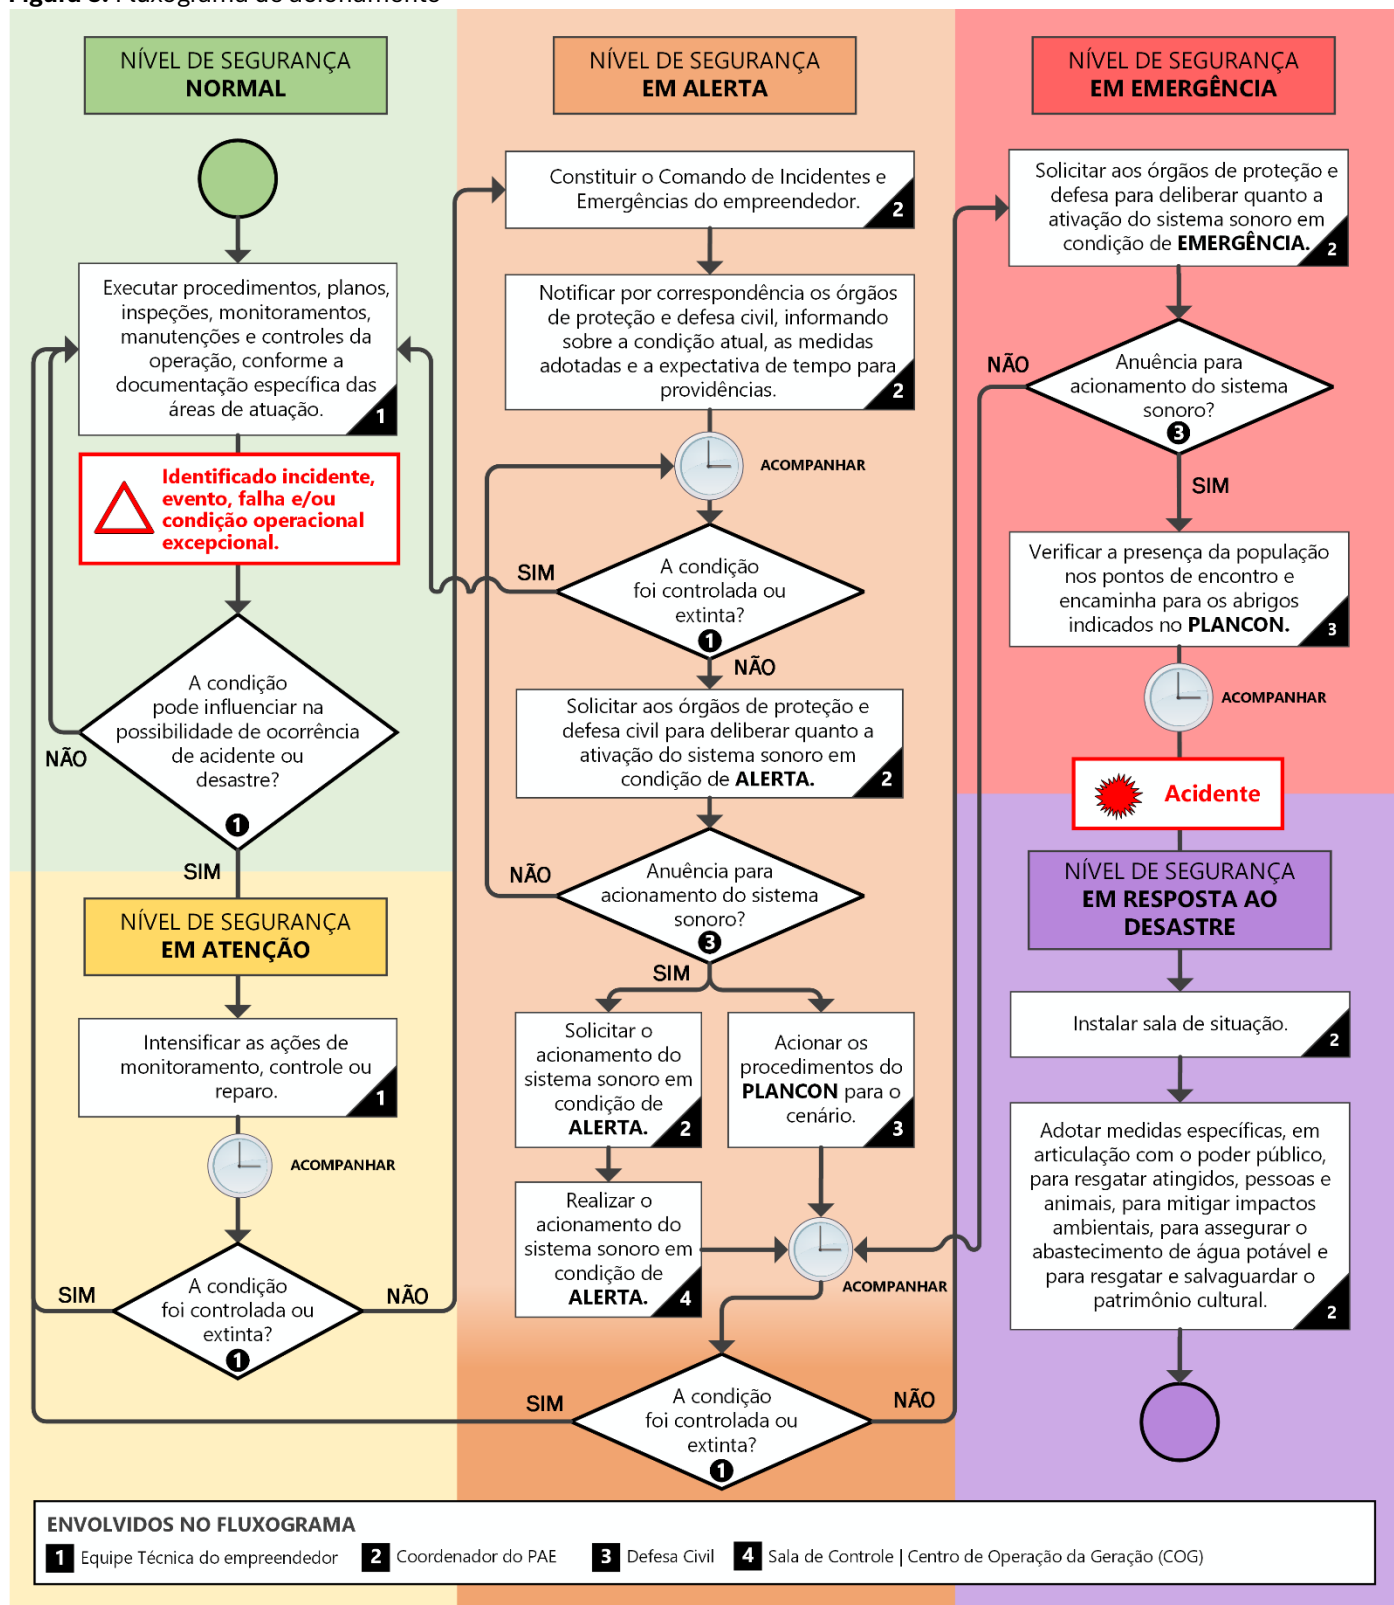 Figura 3. Fluxograma de acionamento
NÍVEL DE SEGURANÇA
NORMAL
Executar procedimentos, planos,
inspeções, monitoramentos,
manutenções e controles da
operação, conforme a
documentação específica das
áreas de atuação.
1
Identificado incidente,
evento, falha e/ou
condição operacional
excepcional.
A condição
pode influenciar na
possibilidade de ocorrência
de acidente ou
desastre?
1
NÃO
SIM
NÍVEL DE SEGURANÇA
EM ATENÇÃO
Intensificar as ações de
monitoramento, controle ou
reparo.
1
ACOMPANHAR
A condição
foi controlada ou
extinta?
1
SIM
NÃO
NÍVEL DE SEGURANÇA
EM ALERTA
Constituir o Comando de Incidentes e
Emergências do empreendedor.
2
Notificar por correspondência os órgãos
de proteção e defesa civil, informando
sobre a condição atual, as medidas
adotadas e a expectativa de tempo para
providências.
2
ACOMPANHAR
A condição
foi controlada ou
extinta?
1
SIM
NÃO
Solicitar aos órgãos de proteção e
defesa civil para deliberar quanto a
ativação do sistema sonoro em
condição de ALERTA.
2
Anuência para
acionamento do sistema
sonoro?
3
NÃO
SIM
Solicitar o
acionamento do
sistema sonoro em
condição de
ALERTA.
2
Acionar os
procedimentos do
PLANCON para o
cenário.
3
Realizar o
acionamento do
sistema sonoro em
condição de
ALERTA.
4
ACOMPANHAR
A condição
foi controlada ou
extinta?
1
SIM
NÃO
NÍVEL DE SEGURANÇA
EM EMERGÊNCIA
Solicitar aos órgãos de proteção e
defesa para deliberar quanto a
ativação do sistema sonoro em
condição de EMERGÊNCIA.
2
Anuência para
acionamento do sistema
sonoro?
3
NÃO
SIM
Verificar a presença da população
nos pontos de encontro e
encaminha para os abrigos
indicados no PLANCON.
3
ACOMPANHAR
Acidente
NÍVEL DE SEGURANÇA
EM RESPOSTA AO
DESASTRE
Instalar sala de situação.
2
Adotar medidas específicas, em
articulação com o poder público,
para resgatar atingidos, pessoas e
animais, para mitigar impactos
ambientais, para assegurar o
abastecimento de água potável e
para resgatar e salvaguardar o
patrimônio cultural.
2
ENVOLVIDOS NO FLUXOGRAMA
1 Equipe Técnica do empreendedor 2 Coordenador do PAE 3 Defesa Civil 4 Sala de Controle | Centro de Operação da Geração (COG)